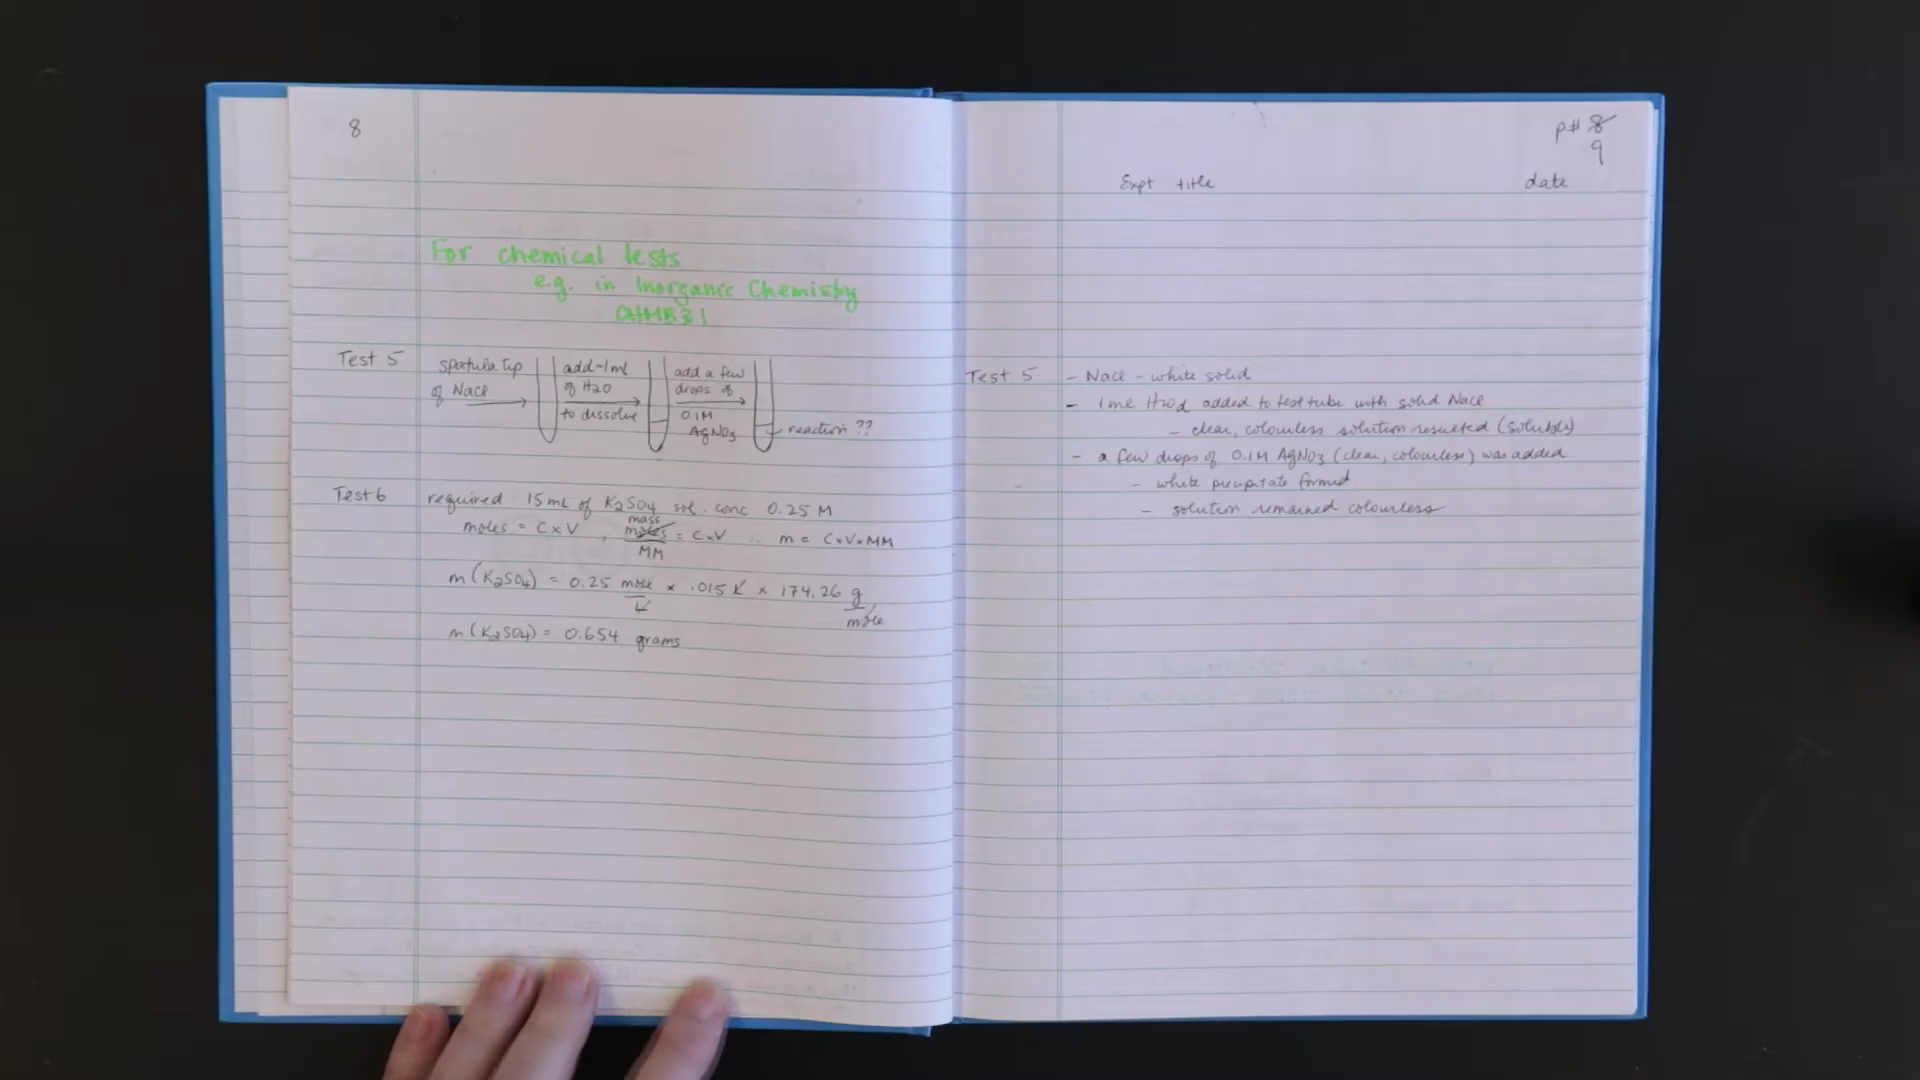 8
For chemical tests
e.g. in Inorganic Chemistry
CHMB31
Test 5
spatula tip
of NaCl
add ~1ml
of H2O
to dissolve
add a few
drops of
0.1M
AgNO3
reaction ??
Test 6
required 15mL of K2SO4 sol. conc 0.25 M
moles = C×V , mass
moles = C×V ∴ m = C×V×MM
MM
m(K2SO4) = 0.25 mole × .015 L × 174.26 g
L
mole
m(K2SO4) = 0.654 grams
p# 8
9
Expt title date
Test 5
- NaCl - white solid
- 1ml H2O added to test tube with solid NaCl
- clear, colourless solution resulted (soluble)
- a few drops of 0.1M AgNO3 (clear, colourless) was added
- white precipitate formed
- solution remained colourless